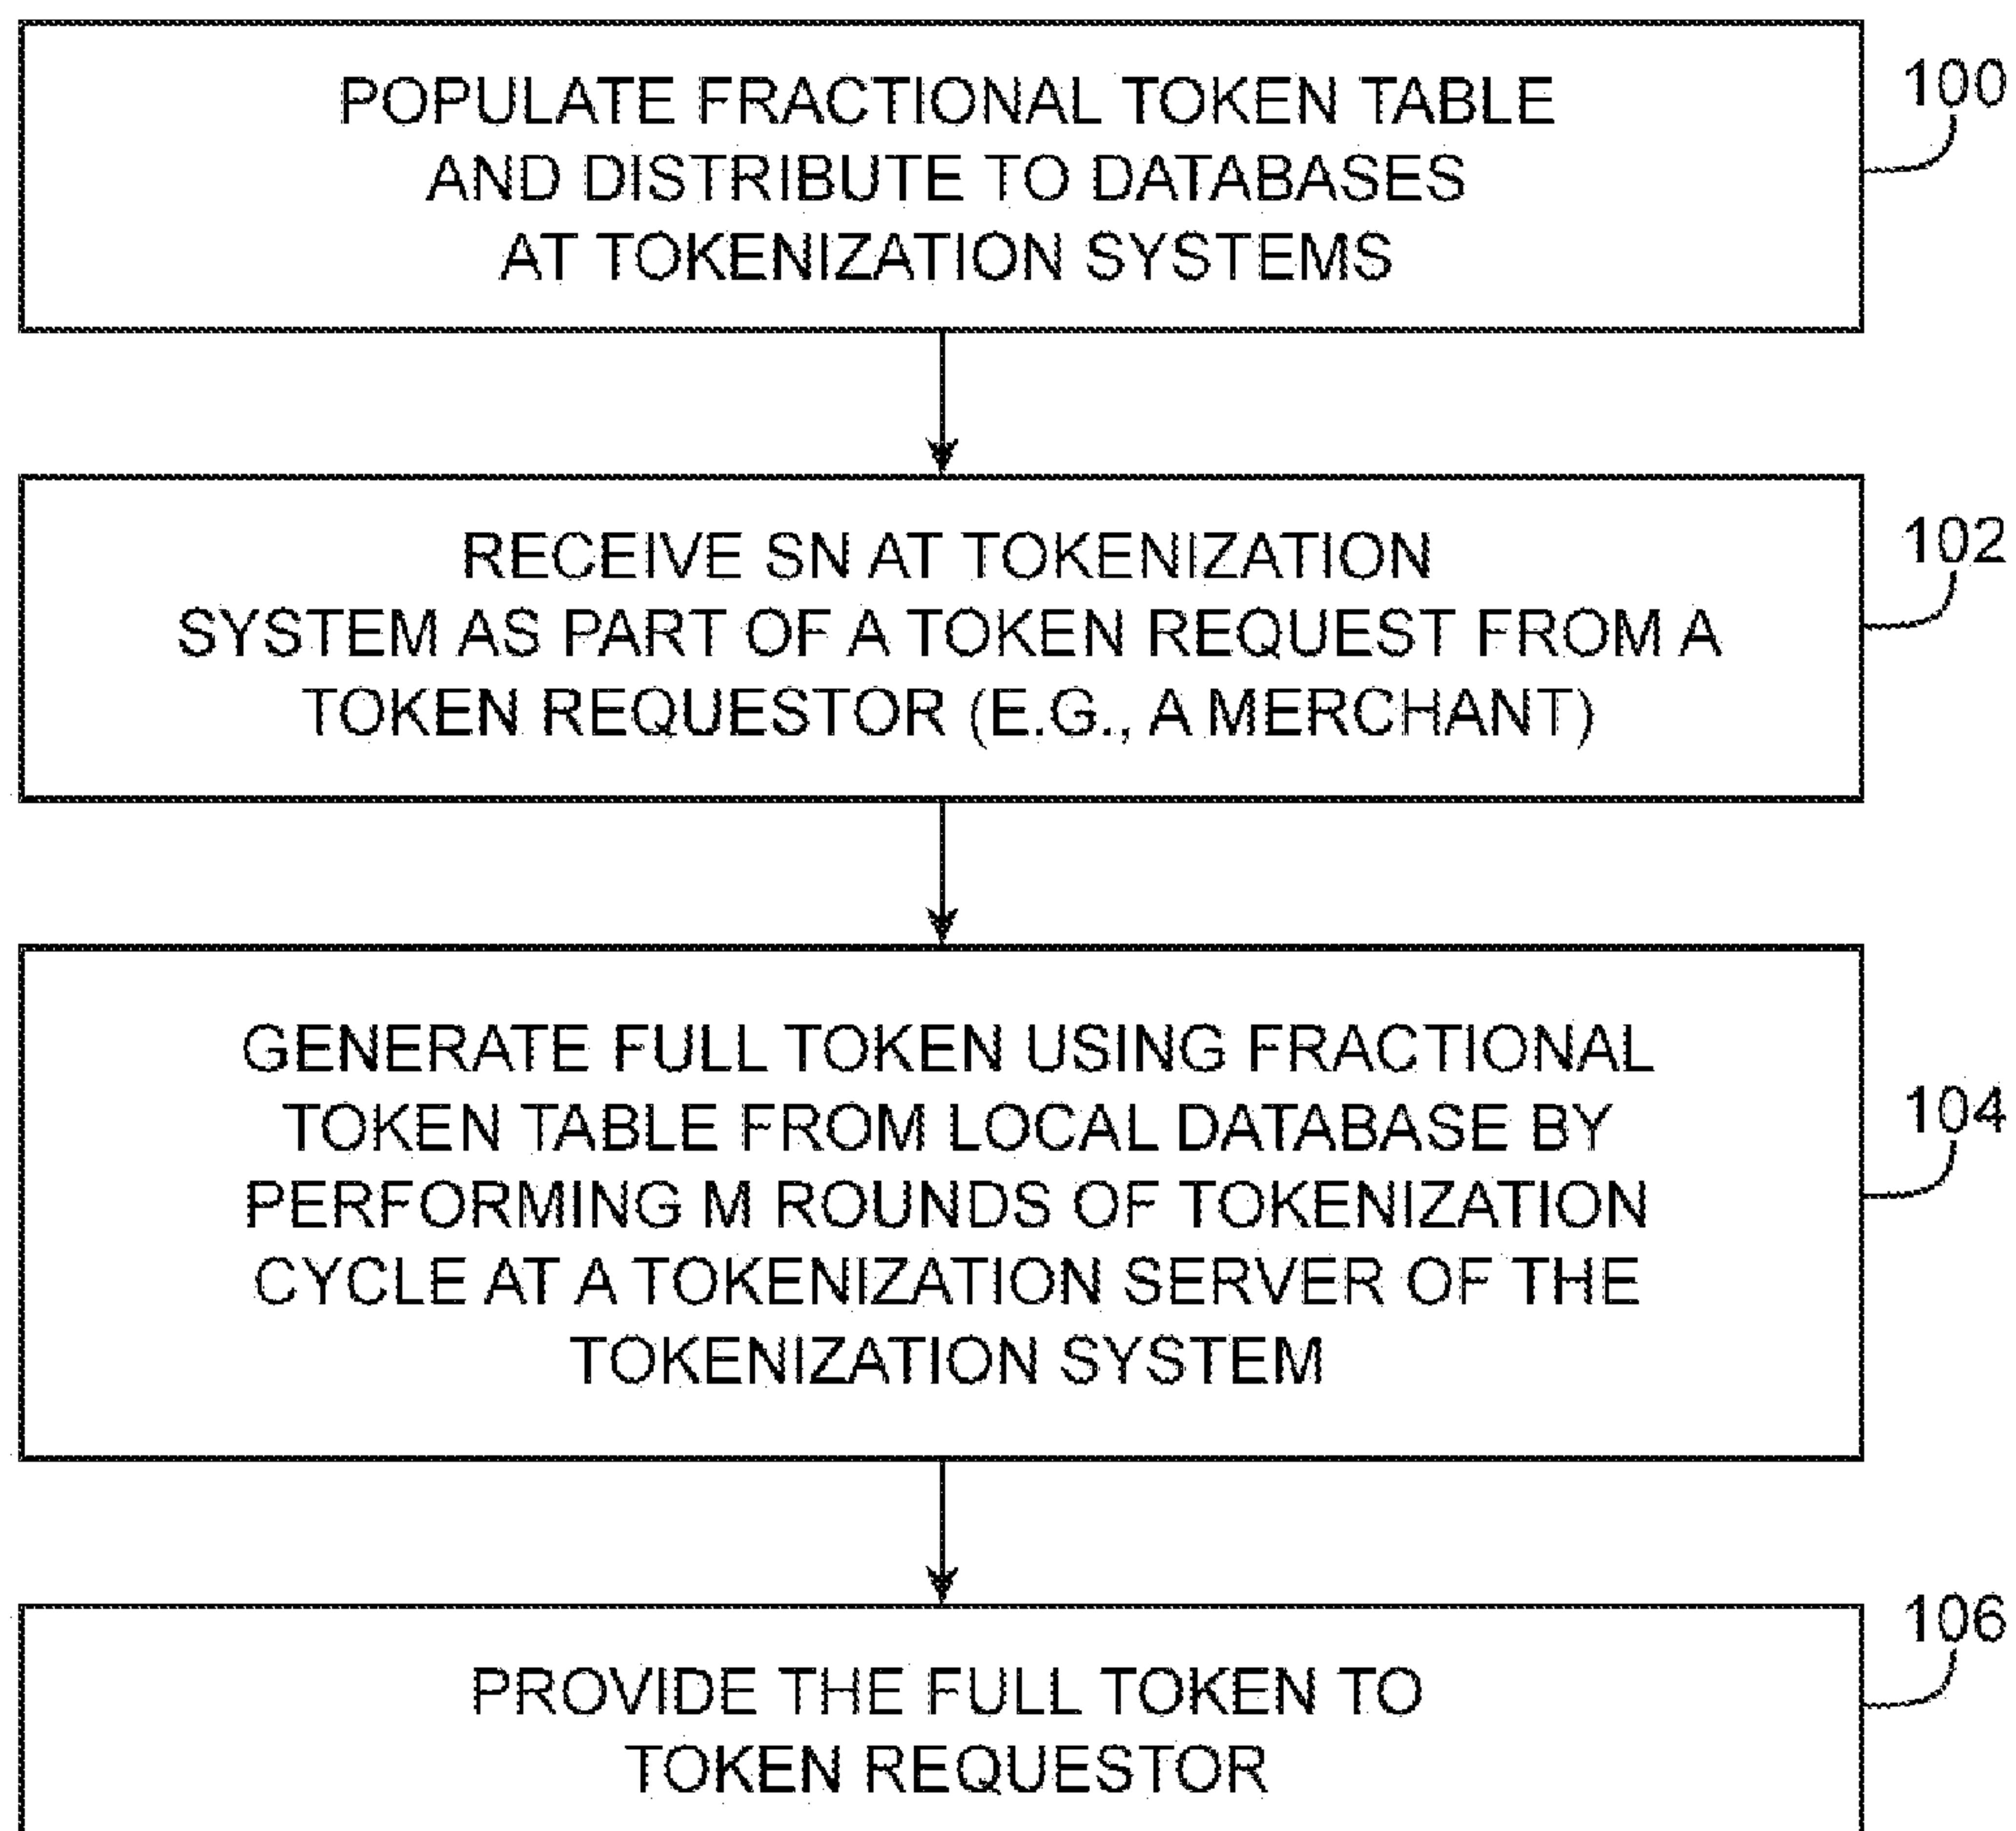 POPULATE FRACTIONAL TOKEN TABLE
AND DISTRIBUTE TO DATABASES
AT TOKENIZATION SYSTEMS
100
RECEIVE SN AT TOKENIZATION
SYSTEM AS PART OF A TOKEN REQUEST FROM A
TOKEN REQUESTOR (E.G., A MERCHANT)
102
GENERATE FULL TOKEN USING FRACTIONAL
TOKEN TABLE FROM LOCAL DATABASE BY
PERFORMING M ROUNDS OF TOKENIZATION
CYCLE AT A TOKENIZATION SERVER OF THE
TOKENIZATION SYSTEM
104
PROVIDE THE FULL TOKEN TO
TOKEN REQUESTOR
106